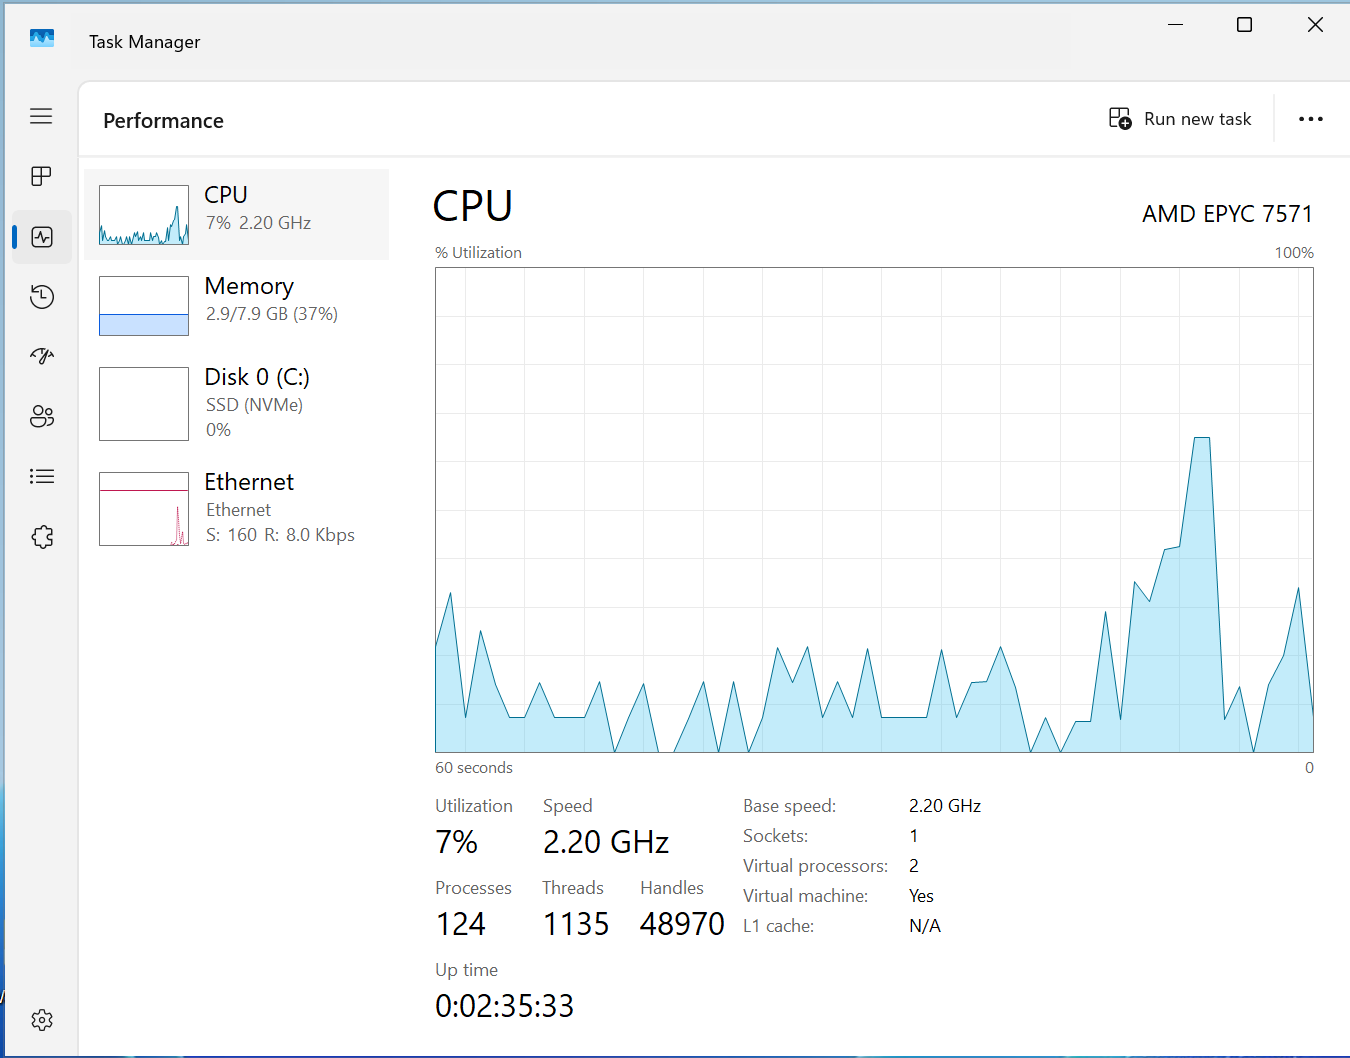 Task Manager
Performance
Run new task
CPU
7% 2.20 GHz
Memory
2.9/7.9 GB (37%)
Disk 0 (C:)
SSD (NVMe)
0%
Ethernet
Ethernet
S: 160 R: 8.0 Kbps
CPU
AMD EPYC 7571
% Utilization
100%
60 seconds
0
Utilization
Speed
7%
2.20 GHz
Processes
Threads
Handles
124
1135
48970
Up time
0:02:35:33
Base speed: 2.20 GHz
Sockets: 1
Virtual processors: 2
Virtual machine: Yes
L1 cache: N/A